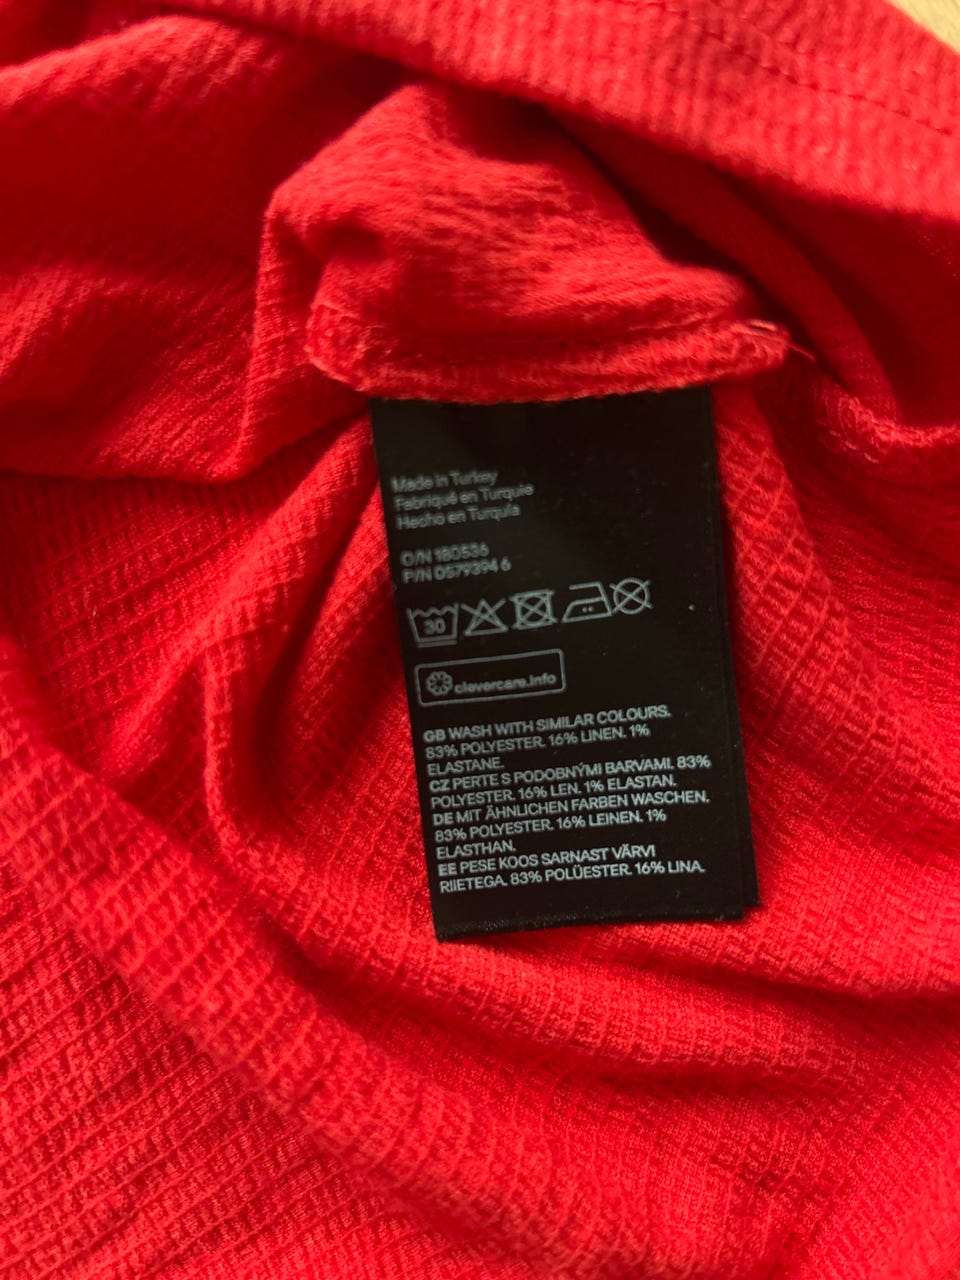 Made in Turkey
Fabriqué en Turquie
Hecho en Turquía
O/N 180536
P/N 0579394 6
30
clevercare.info
GB WASH WITH SIMILAR COLOURS.
83% POLYESTER. 16% LINEN. 1%
ELASTANE.
CZ PERTE S PODOBNÝMI BARVAMI. 83%
POLYESTER. 16% LEN. 1% ELASTAN.
DE MIT ÄHNLICHEN FARBEN WASCHEN.
83% POLYESTER. 16% LEINEN. 1%
ELASTHAN.
EE PESE KOOS SARNAST VÄRVI
RIIETEGA. 83% POLÜESTER. 16% LINA.